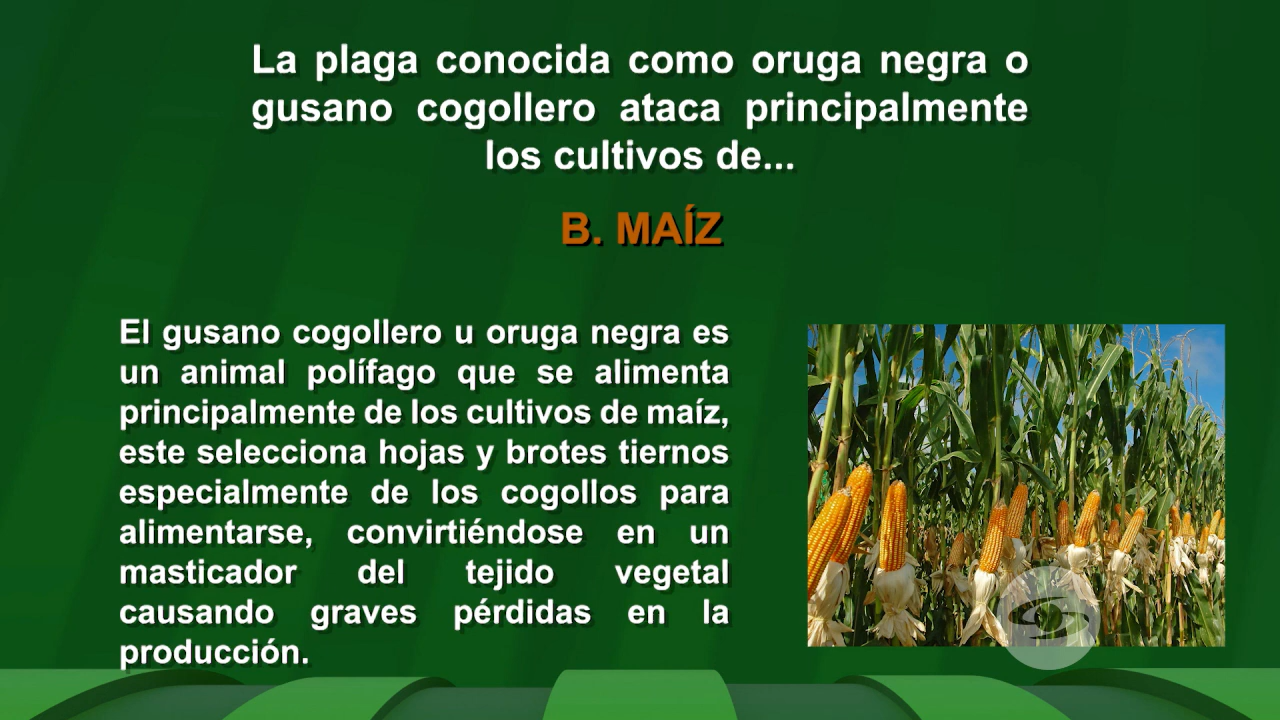 La plaga conocida como oruga negra o
gusano cogollero ataca principalmente
los cultivos de...
B. MAÍZ
El gusano cogollero u oruga negra es
un animal polífago que se alimenta
principalmente de los cultivos de maíz,
este selecciona hojas y brotes tiernos
especialmente de los cogollos para
alimentarse, convirtiéndose en un
masticador del tejido vegetal
causando graves pérdidas en la
producción.